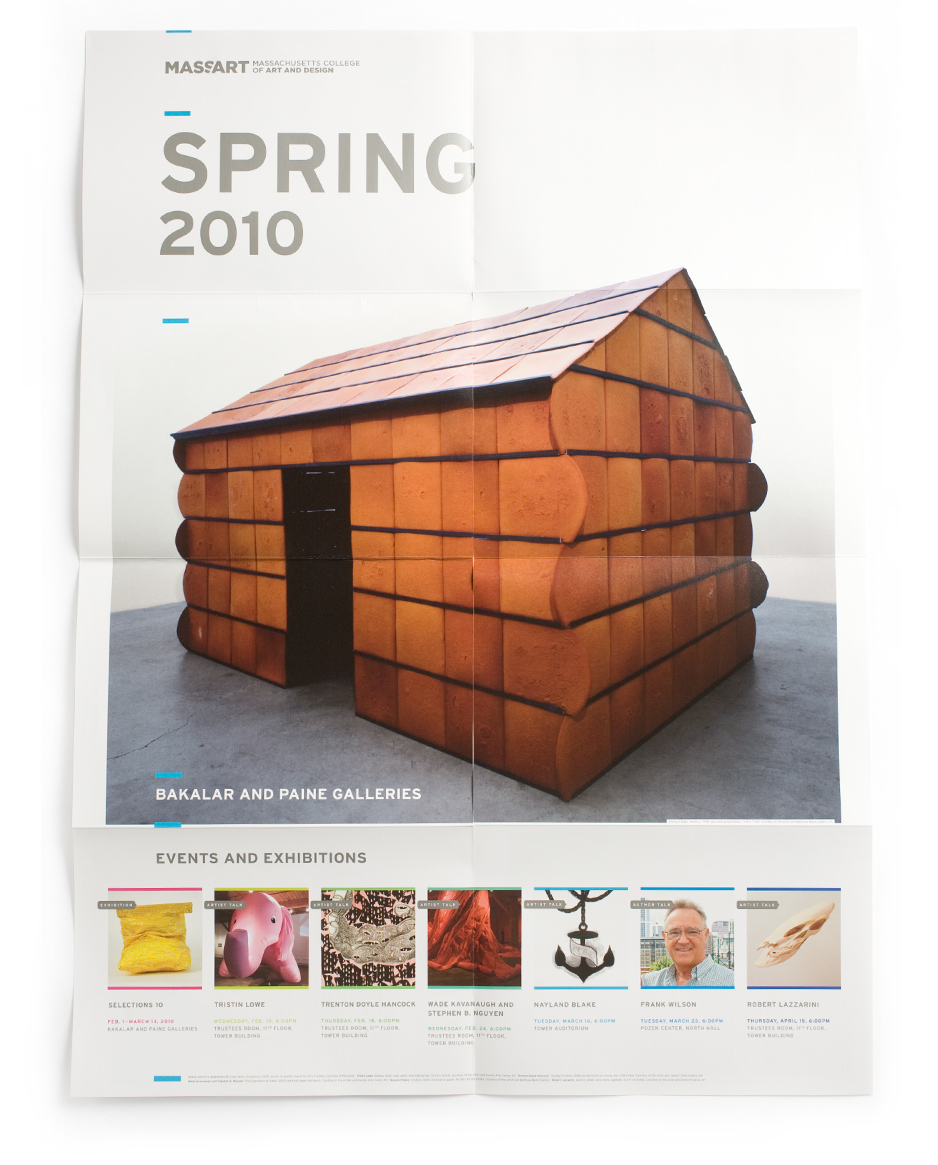 MASSART MASSACHUSETTS COLLEGE
OF ART AND DESIGN
SPRING
2010
BAKALAR AND PAINE GALLERIES
EVENTS AND EXHIBITIONS
EXHIBITION
SELECTIONS 10
FEB. 1–MARCH 13, 2010
BAKALAR AND PAINE GALLERIES
ARTIST TALK
TRISTIN LOWE
WEDNESDAY, FEB. 10, 6:00PM
TRUSTEES ROOM, 11TH FLOOR,
TOWER BUILDING
ARTIST TALK
TRENTON DOYLE HANCOCK
THURSDAY, FEB. 18, 6:00PM
TRUSTEES ROOM, 11TH FLOOR,
TOWER BUILDING
ARTIST TALK
WADE KAVANAUGH AND
STEPHEN B. NGUYEN
WEDNESDAY, FEB. 24, 6:00PM
TRUSTEES ROOM, 11TH FLOOR,
TOWER BUILDING
ARTIST TALK
NAYLAND BLAKE
TUESDAY, MARCH 16, 6:00PM
TOWER AUDITORIUM
AUTHOR TALK
FRANK WILSON
TUESDAY, MARCH 23, 6:00PM
POZEN CENTER, NORTH HALL
ARTIST TALK
ROBERT LAZZARINI
THURSDAY, APRIL 15, 6:00PM
TRUSTEES ROOM, 11TH FLOOR,
TOWER BUILDING